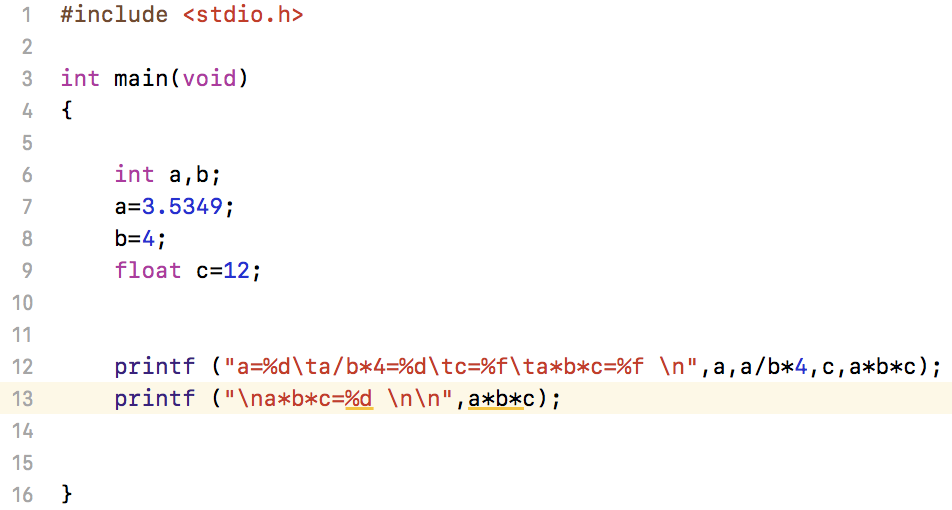 1 #include <stdio.h>
2
3 int main(void)
4 {
5
6 int a,b;
7 a=3.5349;
8 b=4;
9 float c=12;
10
11
12 printf ("a=%d\ta/b*4=%d\tc=%f\ta*b*c=%f \n",a,a/b*4,c,a*b*c);
13 printf ("\na*b*c=%d \n\n",a*b*c);
14
15
16 }